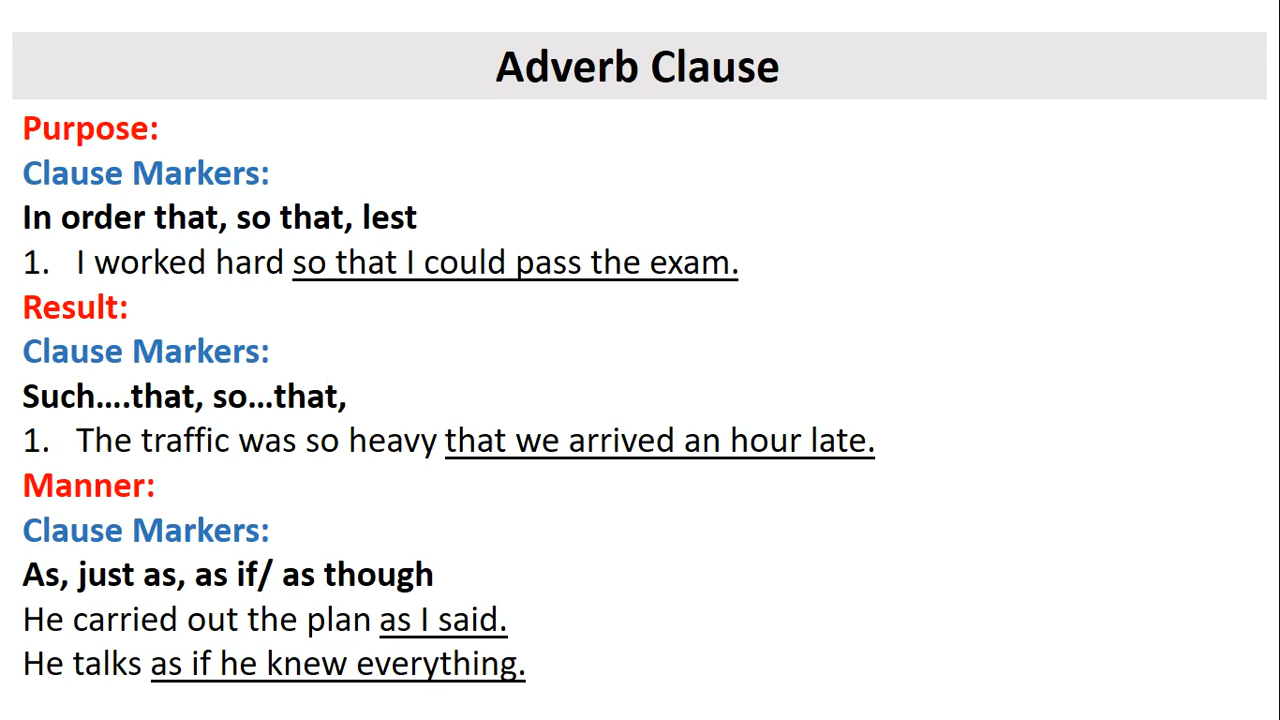 Adverb Clause
Purpose:
Clause Markers:
In order that, so that, lest
1. I worked hard so that I could pass the exam.
Result:
Clause Markers:
Such....that, so...that,
1. The traffic was so heavy that we arrived an hour late.
Manner:
Clause Markers:
As, just as, as if/ as though
He carried out the plan as I said.
He talks as if he knew everything.